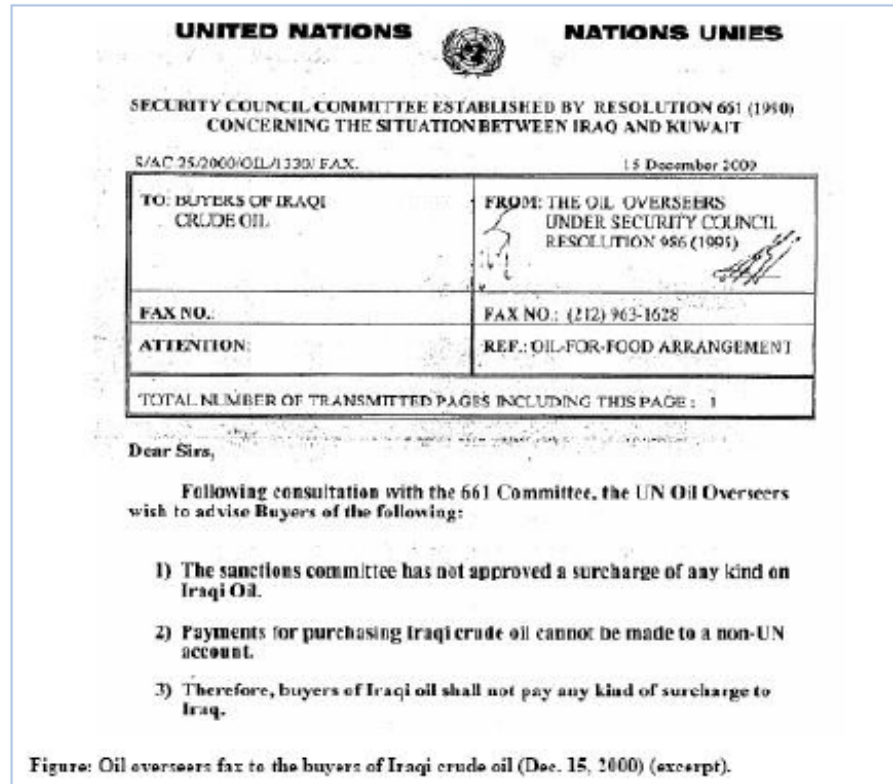 UNITED NATIONS NATIONS UNIES
SECURITY COUNCIL COMMITTEE ESTABLISHED BY RESOLUTION 661 (1990)
CONCERNING THE SITUATION BETWEEN IRAQ AND KUWAIT
S/AC 25/2000/OIL/1330/ FAX. 15 December 2000
TO: BUYERS OF IRAQI
CRUDE OIL
FROM: THE OIL OVERSEERS
UNDER SECURITY COUNCIL
RESOLUTION 986 (1995)
FAX NO.: FAX NO.: (212) 963-1628
ATTENTION: REF.: OIL-FOR-FOOD ARRANGEMENT
TOTAL NUMBER OF TRANSMITTED PAGES INCLUDING THIS PAGE : 1
Dear Sirs,
Following consultation with the 661 Committee, the UN Oil Overseers
wish to advise Buyers of the following:
1) The sanctions committee has not approved a surcharge of any kind on
Iraqi Oil.
2) Payments for purchasing Iraqi crude oil cannot be made to a non-UN
account.
3) Therefore, buyers of Iraqi oil shall not pay any kind of surcharge to
Iraq.
Figure: Oil overseers fax to the buyers of Iraqi crude oil (Dec. 15, 2000) (excerpt).